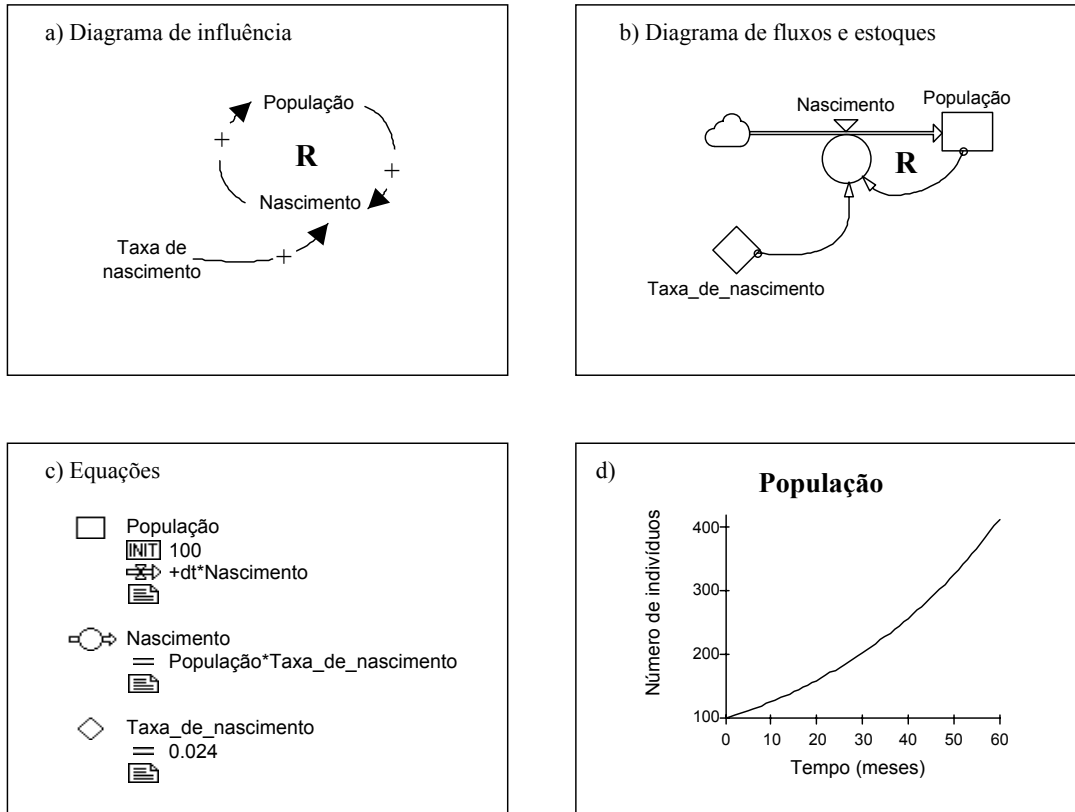 a) Diagrama de influência
População
+
R
+
Nascimento
Taxa de
nascimento
+
b) Diagrama de fluxos e estoques
Nascimento
População
R
Taxa_de_nascimento
c) Equações
População
INIT 100
+dt*Nascimento
Nascimento
= População*Taxa_de_nascimento
Taxa_de_nascimento
= 0.024
d)
População
Número de indivíduos
400
300
200
100
0 10 20 30 40 50 60
Tempo (meses)